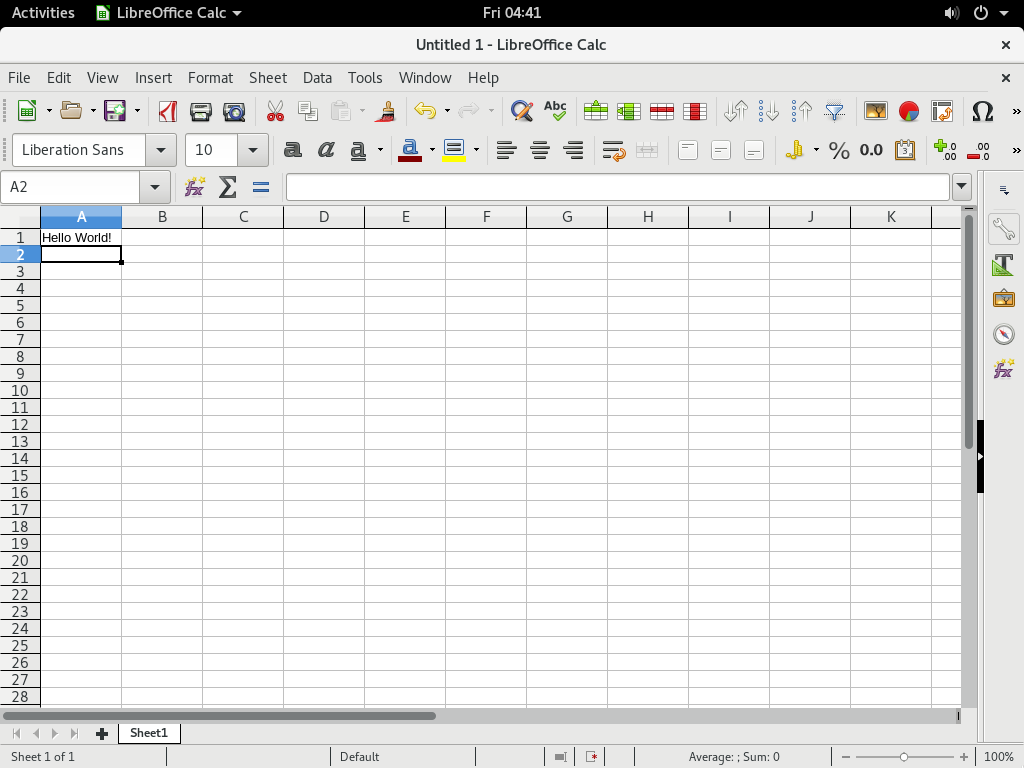 Activities LibreOffice Calc Fri 04:41
Untitled 1 - LibreOffice Calc
File Edit View Insert Format Sheet Data Tools Window Help
Abc
Liberation Sans 10 a a a a % 0.0 .00 .00
A2
A B C D E F G H I J K
1 Hello World!
2
3
4
5
6
7
8
9
10
11
12
13
14
15
16
17
18
19
20
21
22
23
24
25
26
27
28
Sheet1
Sheet 1 of 1 Default Average: ; Sum: 0 100%